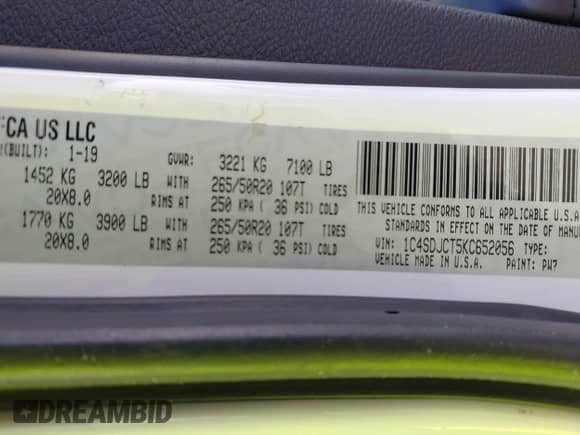 FCA US LLC
(BUILT): 1-19 GVWR: 3221 KG 7100 LB
1452 KG 3200 LB WITH 265/50R20 107T TIRES
20X8.0 RIMS AT 250 KPA ( 36 PSI) COLD
1770 KG 3900 LB WITH 265/50R20 107T TIRES
20X8.0 RIMS AT 250 KPA ( 36 PSI) COLD
THIS VEHICLE CONFORMS TO ALL APPLICABLE U.S.A.
STANDARDS IN EFFECT ON THE DATE OF MANU
VIN: 1C4SDJCT5KC652056 TYPE:
VEHICLE MADE IN U.S.A. PAINT: PW7
DREAMBID